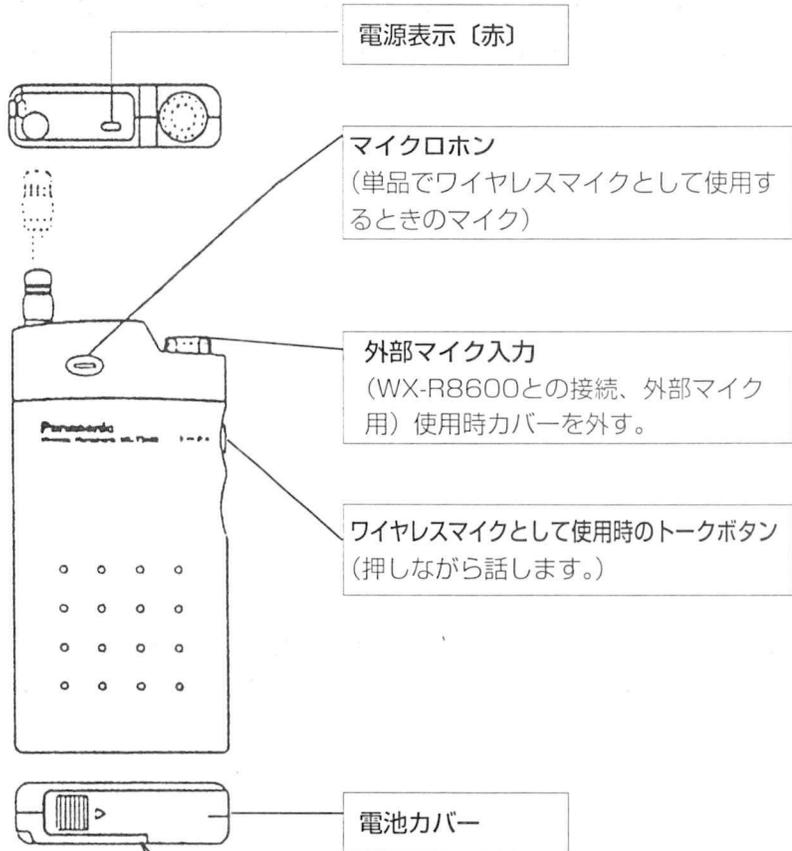 電源表示〔赤〕
マイクロホン
(単品でワイヤレスマイクとして使用す
るときのマイク)
外部マイク入力
(WX-R8600との接続、外部マイク
用)使用時カバーを外す。
Panasonic
ワイヤレスマイクとして使用時のトークボタン
(押しながら話します。)
電池カバー